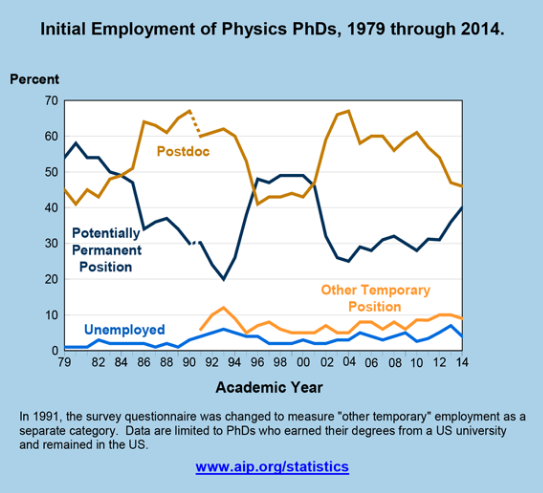 Initial Employment of Physics PhDs, 1979 through 2014.
Percent
70
60
50
40
30
20
10
0
Postdoc
Potentially
Permanent
Position
Other Temporary
Position
Unemployed
79 80 82 84 86 88 90 92 94 96 98 00 02 04 06 08 10 12 14
Academic Year
In 1991, the survey questionnaire was changed to measure "other temporary" employment as a
separate category. Data are limited to PhDs who earned their degrees from a US university
and remained in the US.
www.aip.org/statistics